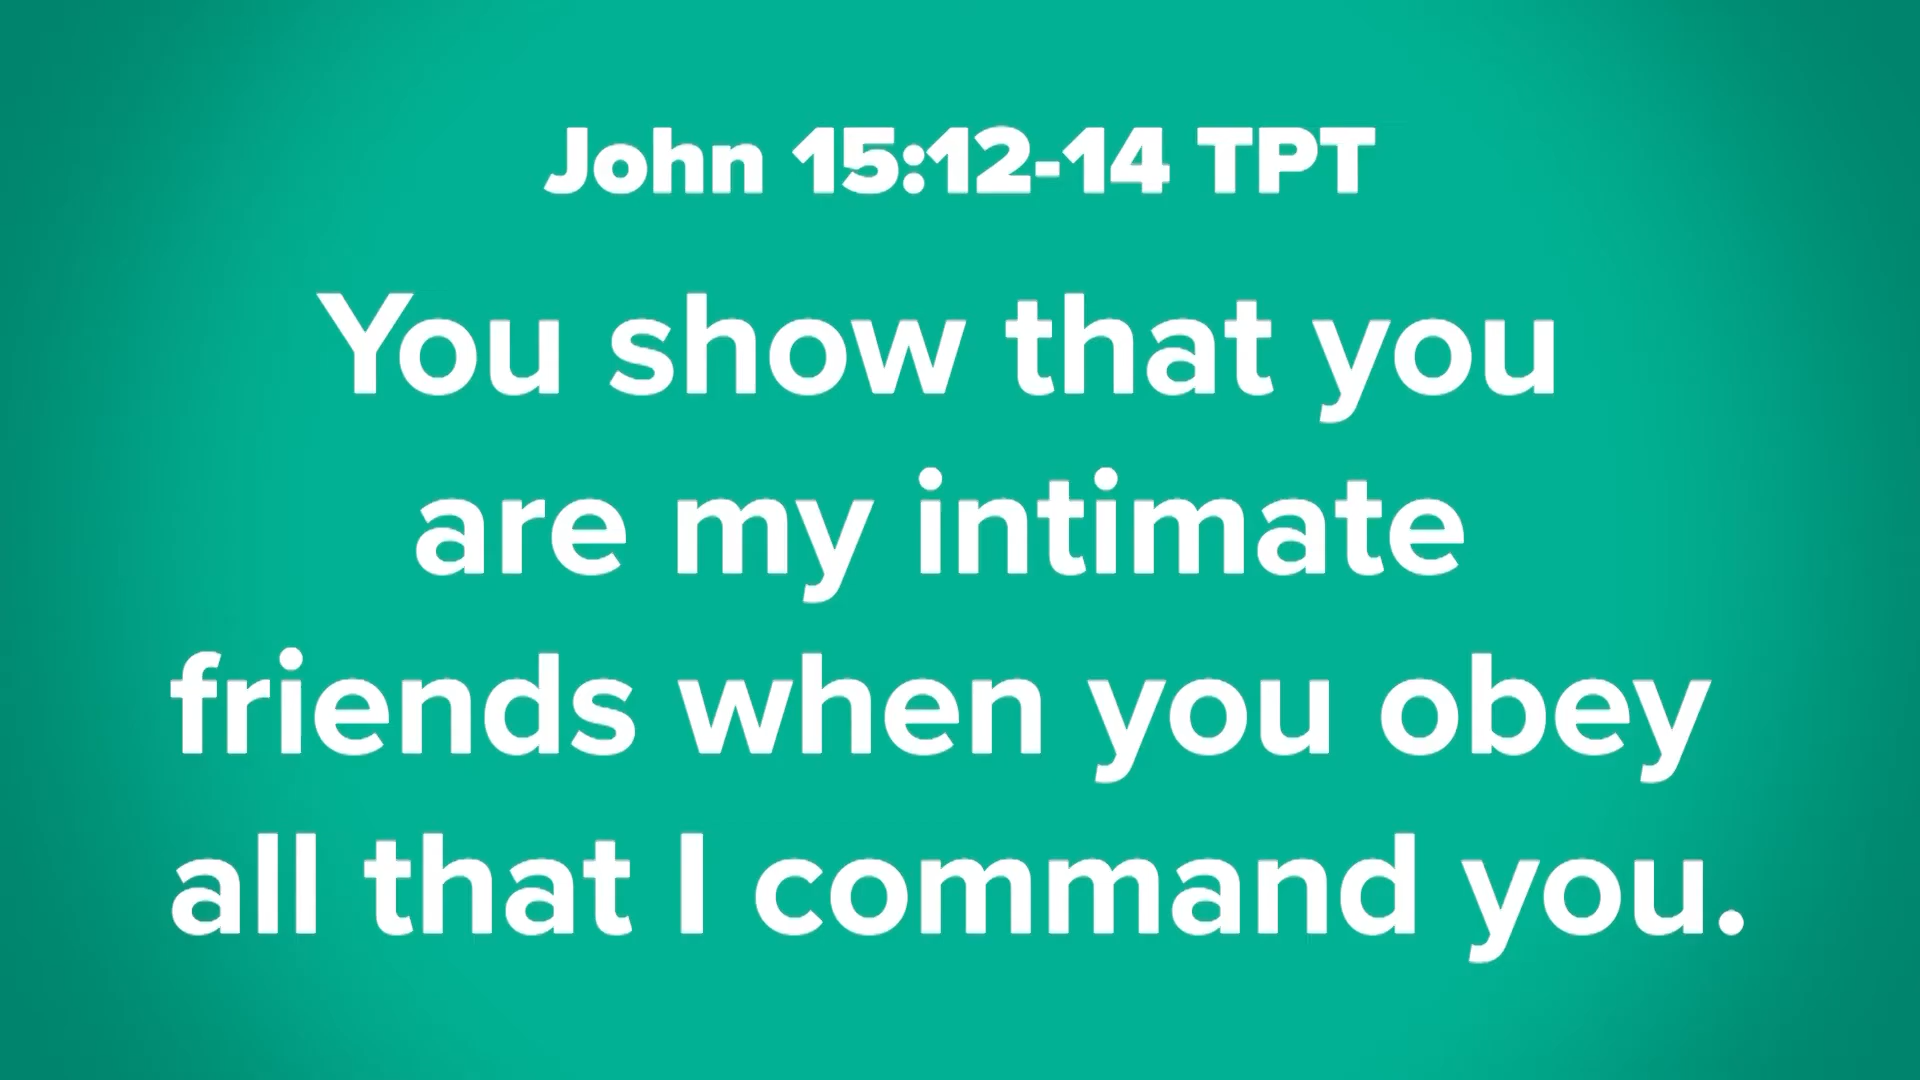 John 15:12-14 TPT
You show that you
are my intimate
friends when you obey
all that I command you.